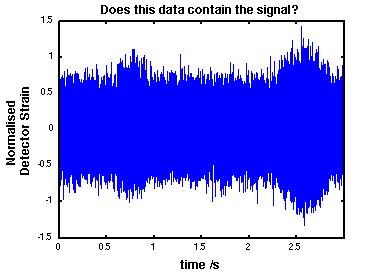 Does this data contain the signal?
1.5
1
0.5
0
-0.5
-1
-1.5
Normalised
Detector Strain
0 0.5 1 1.5 2 2.5 3
time /s